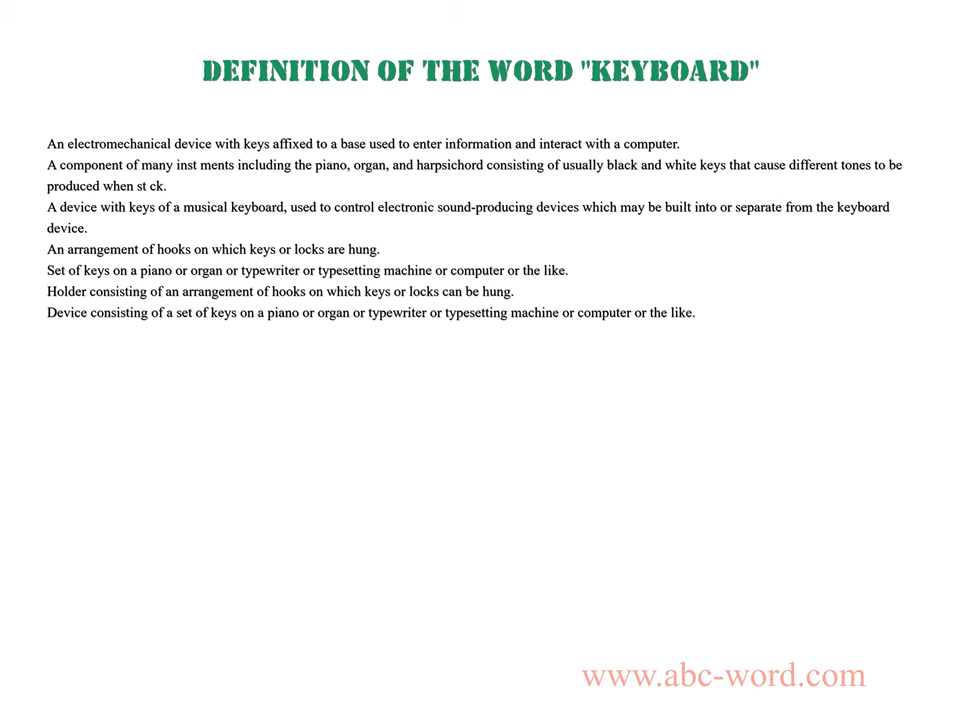 DEFINITION OF THE WORD "KEYBOARD"
An electromechanical device with keys affixed to a base used to enter information and interact with a computer.
A component of many inst ments including the piano, organ, and harpsichord consisting of usually black and white keys that cause different tones to be
produced when st ck.
A device with keys of a musical keyboard, used to control electronic sound-producing devices which may be built into or separate from the keyboard
device.
An arrangement of hooks on which keys or locks are hung.
Set of keys on a piano or organ or typewriter or typesetting machine or computer or the like.
Holder consisting of an arrangement of hooks on which keys or locks can be hung.
Device consisting of a set of keys on a piano or organ or typewriter or typesetting machine or computer or the like.
www.abc-word.com